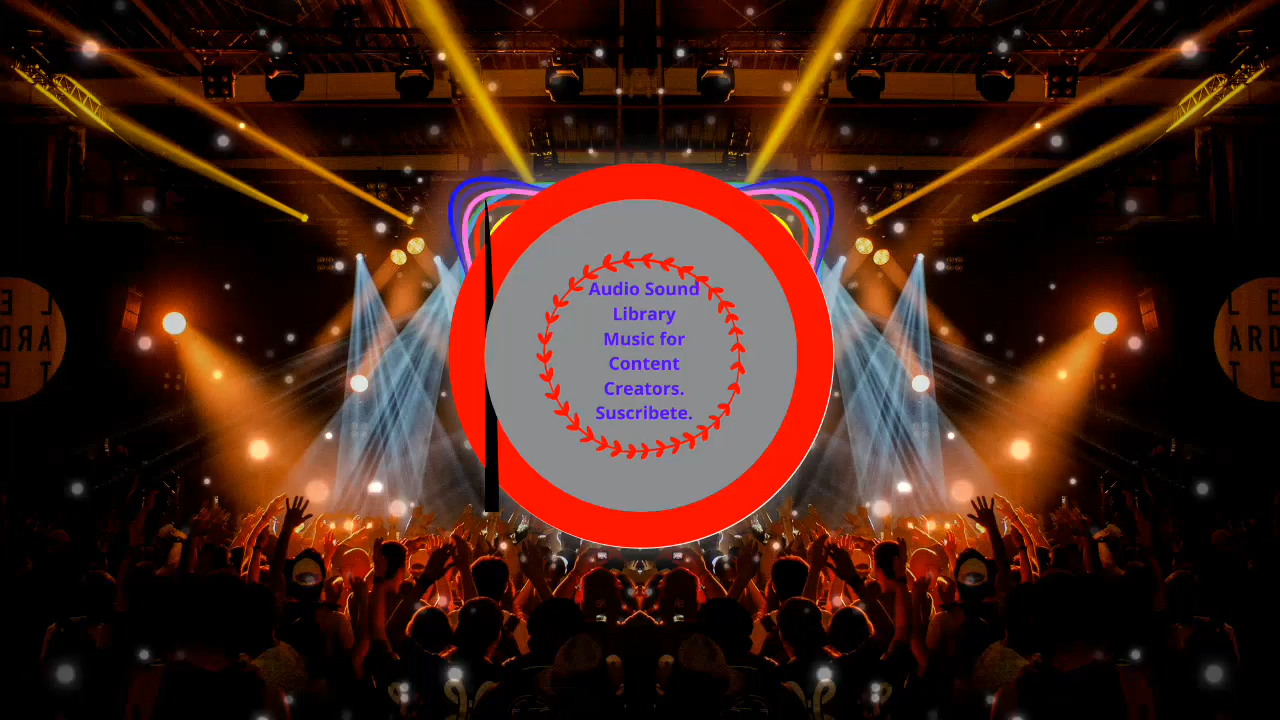 Audio Sound
Library
Music for
Content
Creators.
Suscribete.